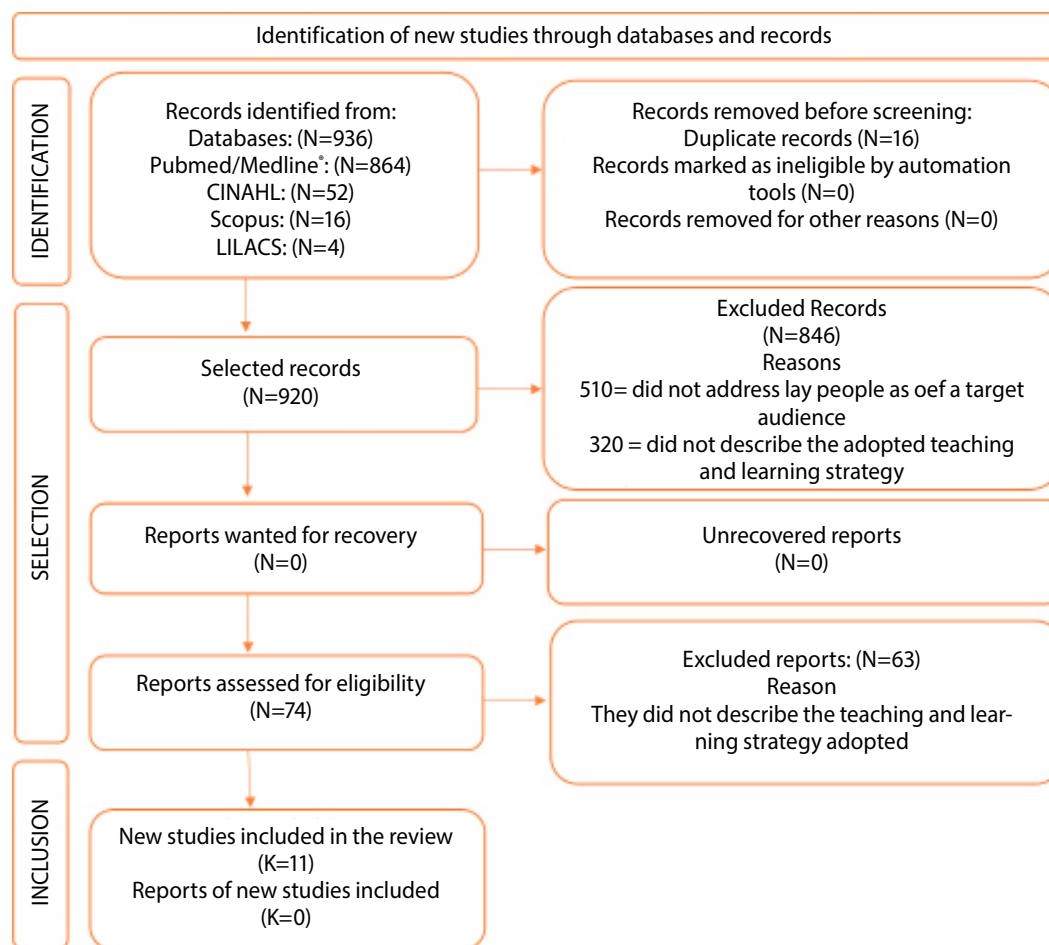 Identification of new studies through databases and records
IDENTIFICATION
Records identified from:
Databases: (N=936)
Pubmed/Medline®: (N=864)
CINAHL: (N=52)
Scopus: (N=16)
LILACS: (N=4)
Records removed before screening:
Duplicate records (N=16)
Records marked as ineligible by automation
tools (N=0)
Records removed for other reasons (N=0)
SELECTION
Selected records
(N=920)
Excluded Records
(N=846)
Reasons
510= did not address lay people as oef a target
audience
320 = did not describe the adopted teaching
and learning strategy
Reports wanted for recovery
(N=0)
Unrecovered reports
(N=0)
Reports assessed for eligibility
(N=74)
Excluded reports: (N=63)
Reason
They did not describe the teaching and lear-
ning strategy adopted
INCLUSION
New studies included in the review
(K=11)
Reports of new studies included
(K=0)